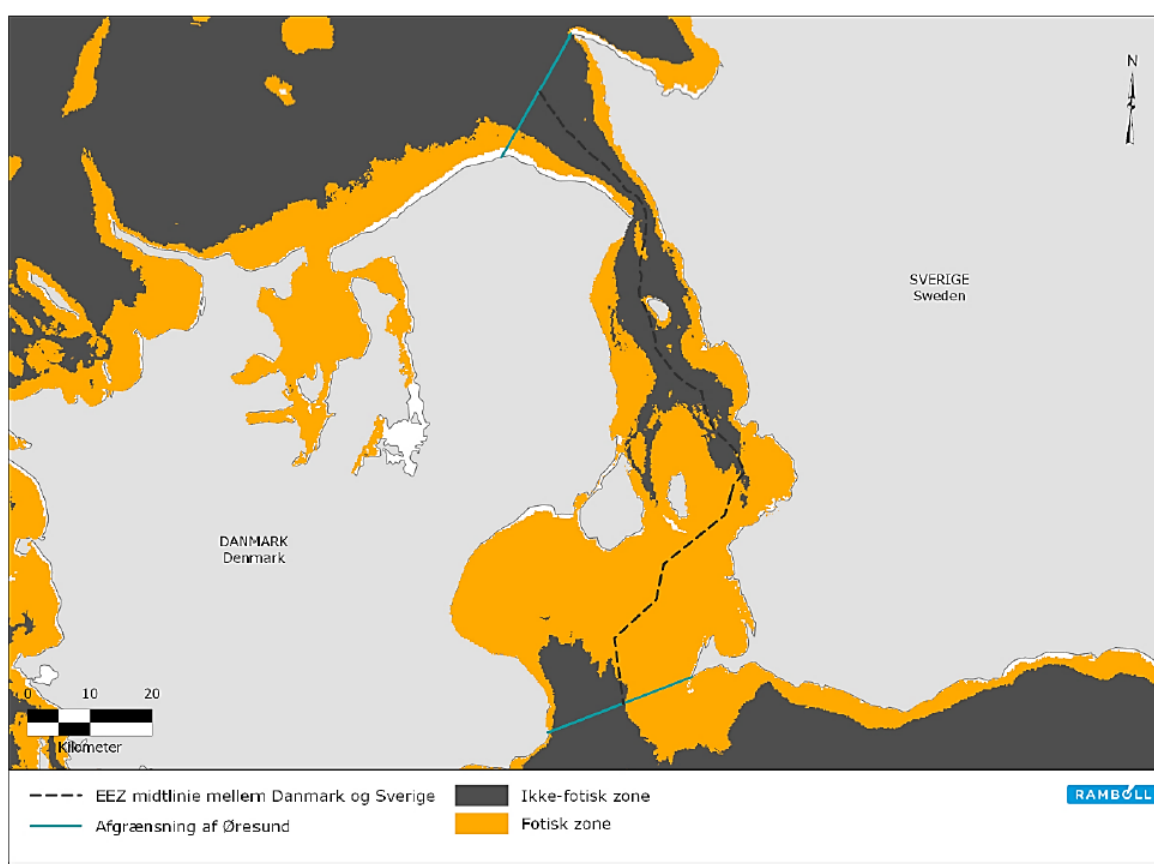 N
SVERIGE
Sweden
DANMARK
Denmark
0 10 20
Kilometer
EEZ midtlinie mellem Danmark og Sverige
Ikke-fotisk zone
RAMBOLL
Afgrænsning af Øresund
Fotisk zone